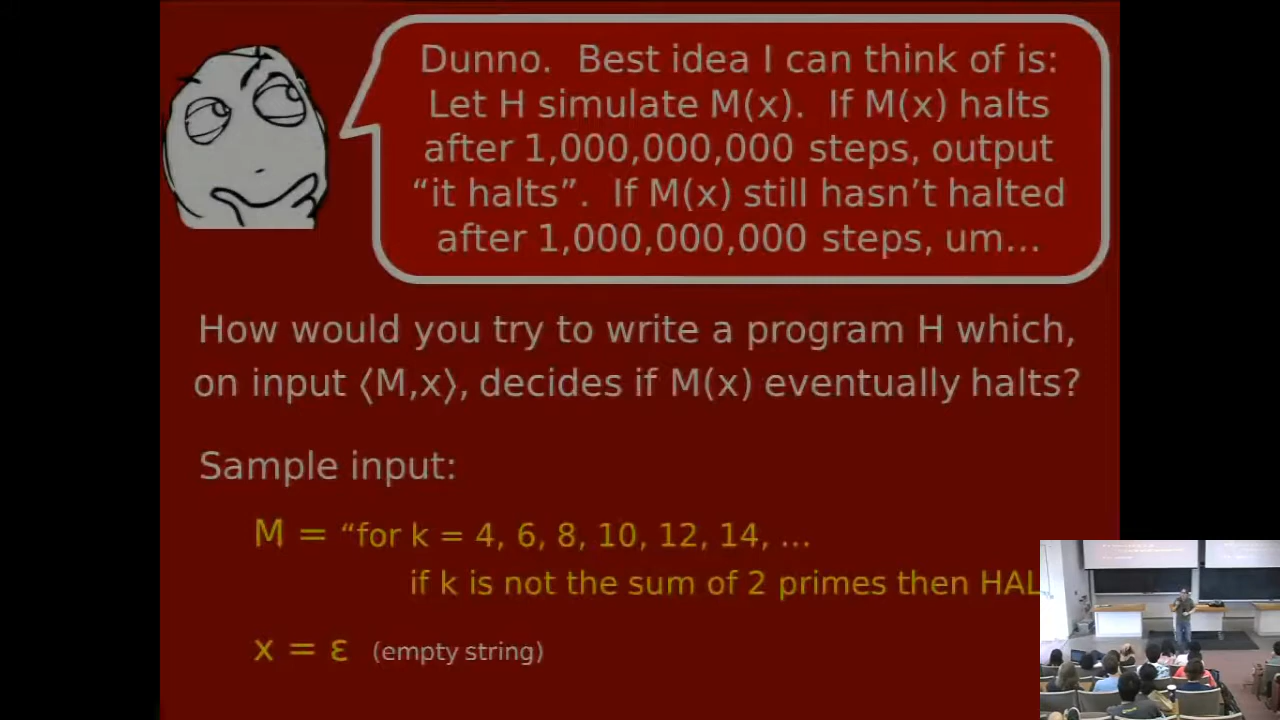 Dunno. Best idea I can think of is:
Let H simulate M(x). If M(x) halts
after 1,000,000,000 steps, output
“it halts”. If M(x) still hasn’t halted
after 1,000,000,000 steps, um...
How would you try to write a program H which,
on input ⟨M,x⟩, decides if M(x) eventually halts?
Sample input:
M = “for k = 4, 6, 8, 10, 12, 14, ...
if k is not the sum of 2 primes then HAL
x = ε (empty string)